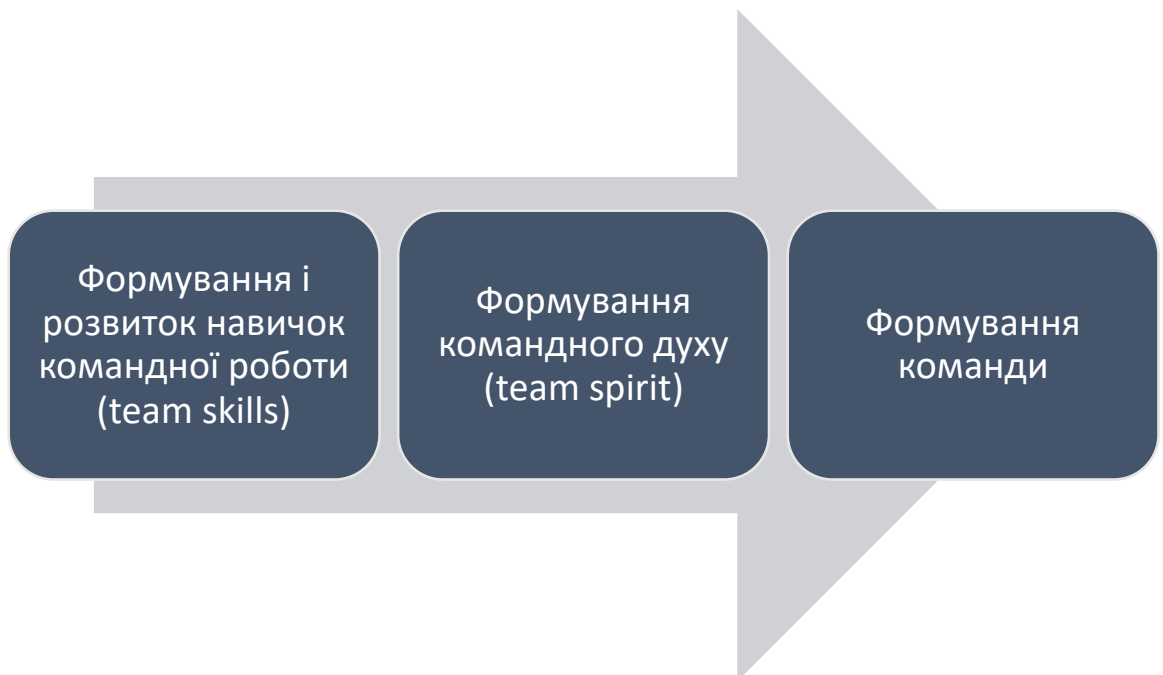 Формування і
розвиток навичок
командної роботи
(team skills)
Формування
командного духу
(team spirit)
Формування
команди